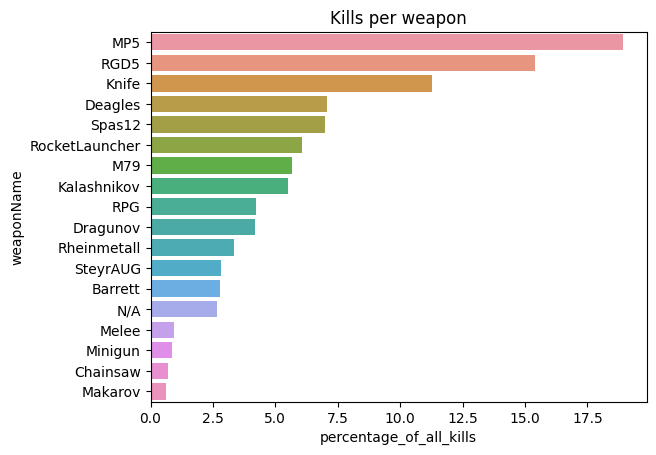 Kills per weapon
MP5
RGD5
Knife
Deagles
Spas12
RocketLauncher
M79
Kalashnikov
RPG
Dragunov
Rheinmetall
SteyrAUG
Barrett
N/A
Melee
Minigun
Chainsaw
Makarov
weaponName
0.0 2.5 5.0 7.5 10.0 12.5 15.0 17.5
percentage_of_all_kills